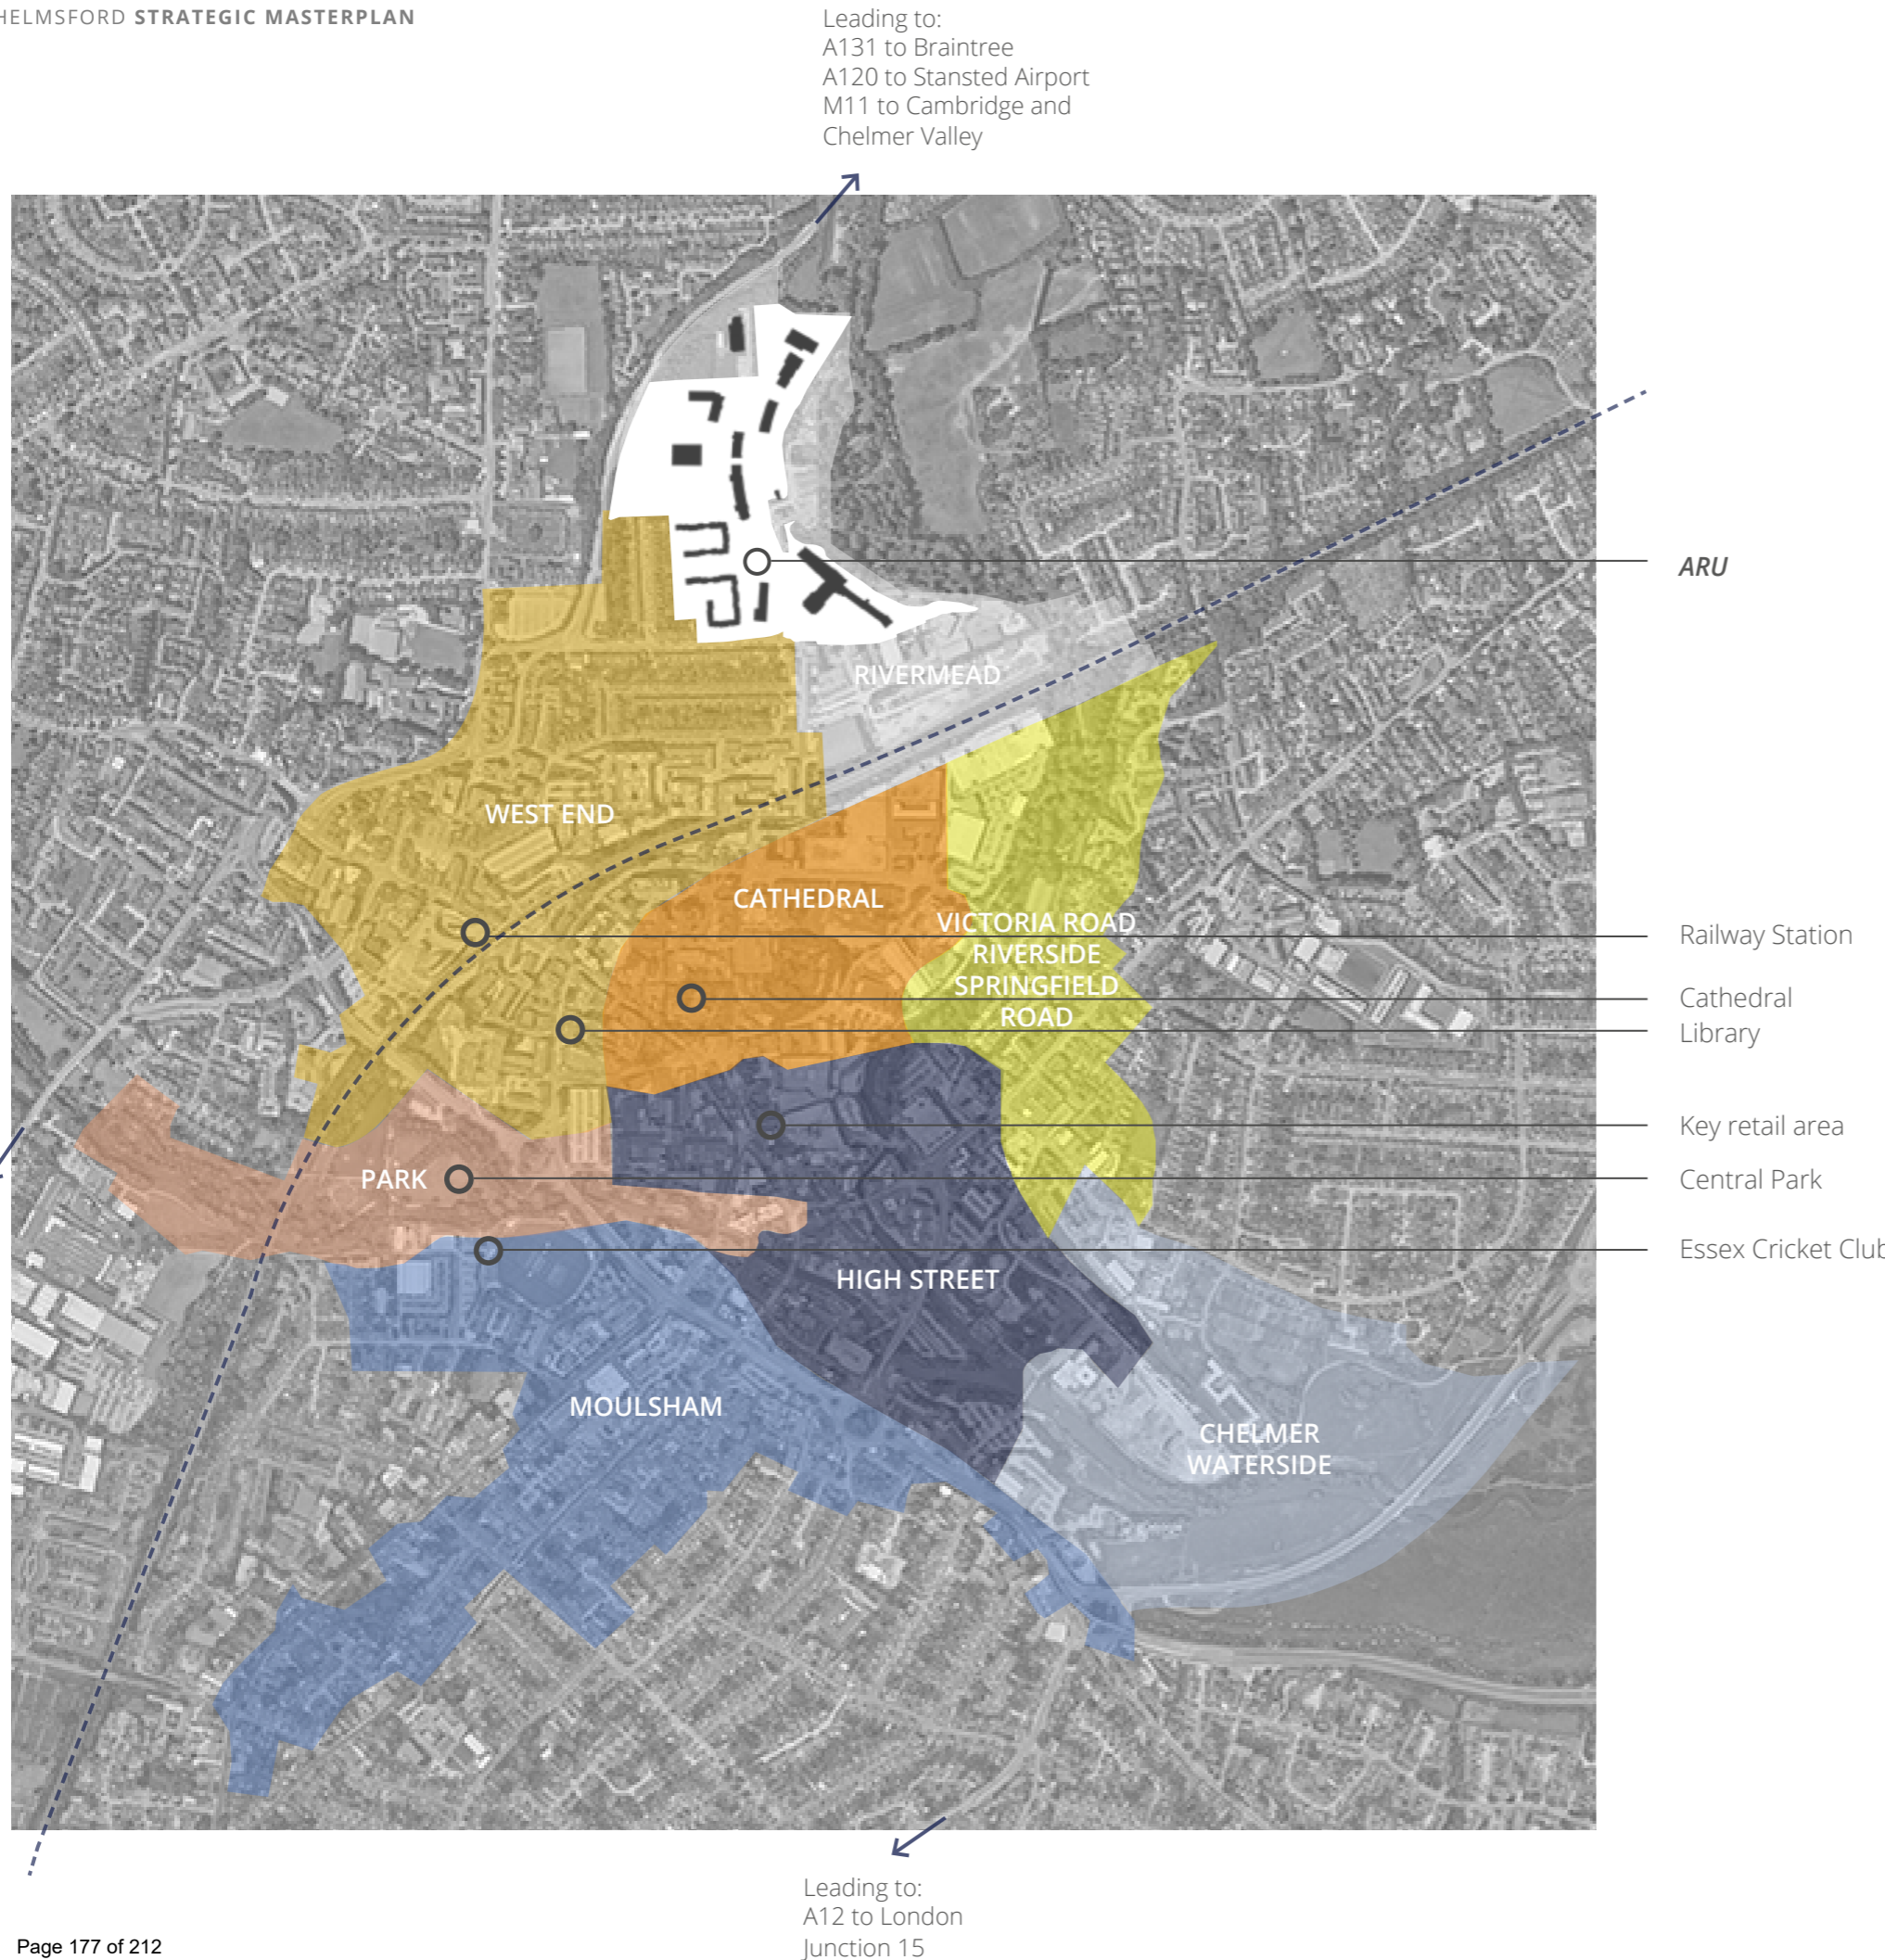 HELMSFORD STRATEGIC MASTERPLAN
Leading to:
A131 to Braintree
A120 to Stansted Airport
M11 to Cambridge and
Chelmer Valley
ARU
RIVERMEAD
WEST END
CATHEDRAL
VICTORIA ROAD
RIVERSIDE
SPRINGFIELD
ROAD
Railway Station
Cathedral
Library
Key retail area
PARK
Central Park
Essex Cricket Club
HIGH STREET
MOULSHAM
CHELMER
WATERSIDE
Leading to:
A12 to London
Junction 15
Page 177 of 212